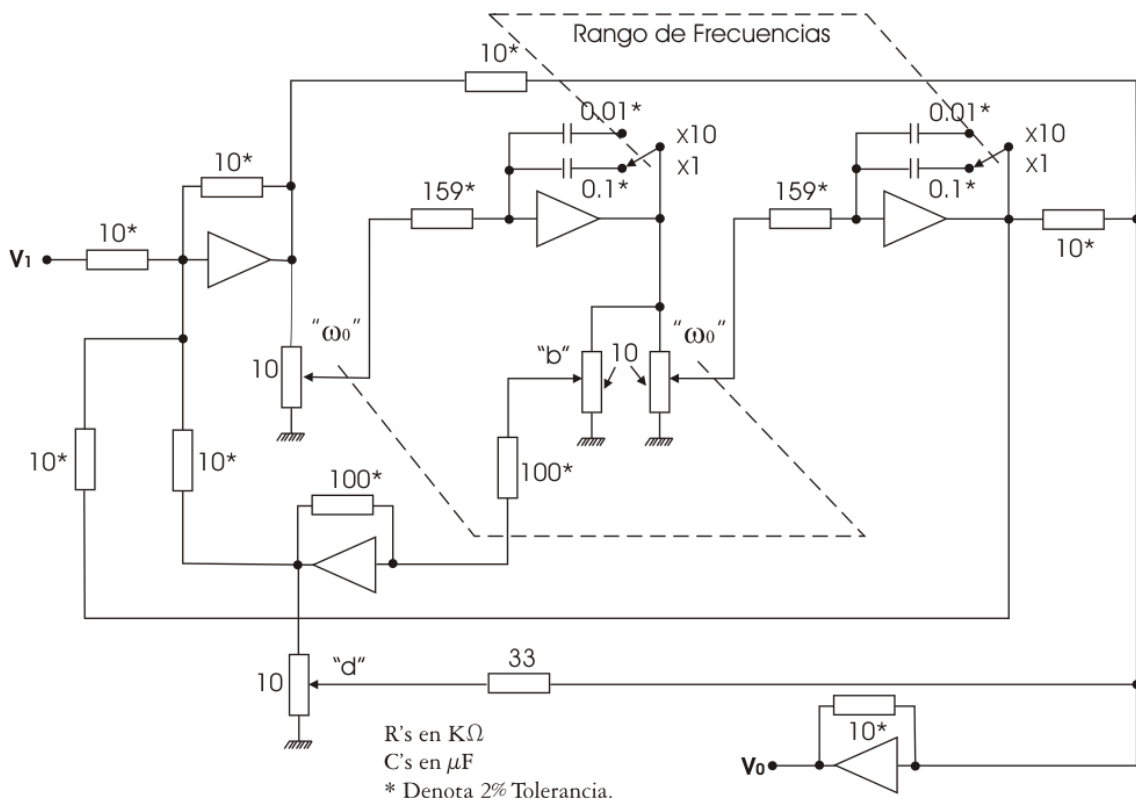 Rango de Frecuencias
10*
0.01*
0.01*
X10
X10
X1
X1
10*
159*
0.1*
159*
0.1*
10*
V1
10*
"ω0"
"b"
10
"ω0"
10
10*
10*
100*
100*
"d"
33
10
10*
R's en KΩ
C's en μF
* Denota 2% Tolerancia.
V0